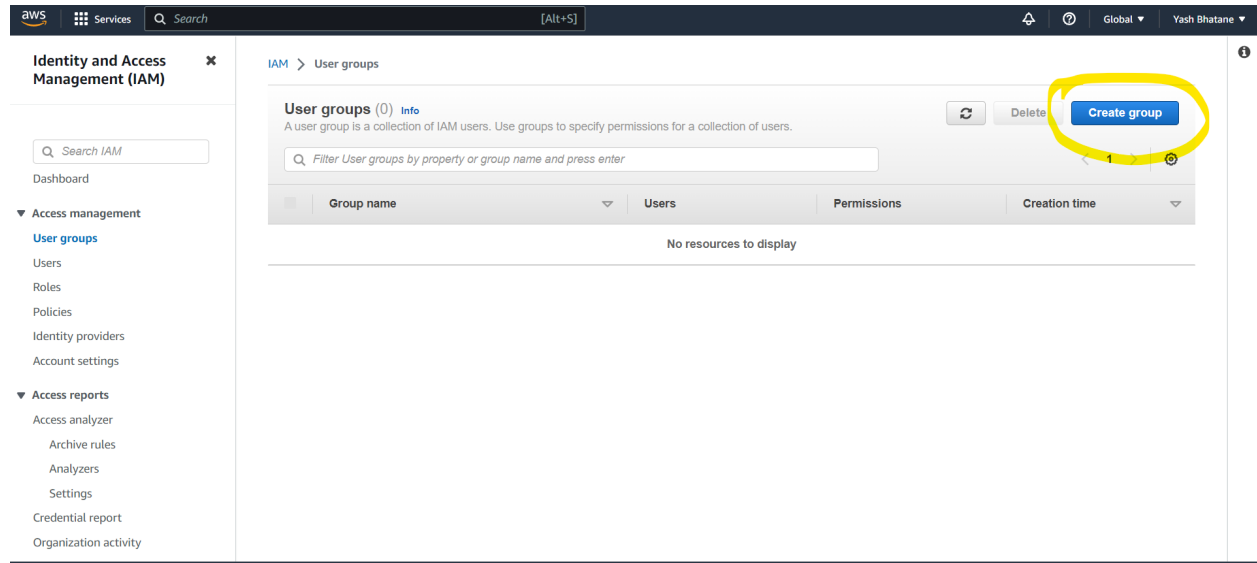 aws Services Search [Alt+S] Global Yash Bhatane
Identity and Access
Management (IAM)
Search IAM
Dashboard
Access management
User groups
Users
Roles
Policies
Identity providers
Account settings
Access reports
Access analyzer
Archive rules
Analyzers
Settings
Credential report
Organization activity
IAM > User groups
User groups (0) Info
A user group is a collection of IAM users. Use groups to specify permissions for a collection of users.
Delete Create group
Filter User groups by property or group name and press enter
< 1 >
Group name Users Permissions Creation time
No resources to display